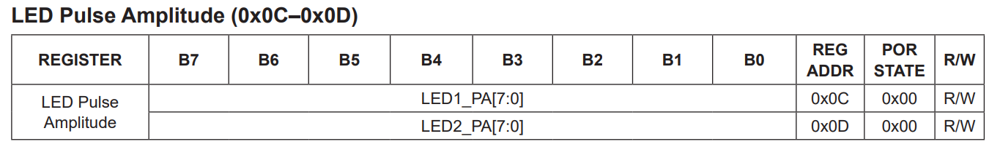 LED Pulse Amplitude (0x0C–0x0D)
REGISTER B7 B6 B5 B4 B3 B2 B1 B0 REG ADDR POR STATE R/W
LED Pulse Amplitude LED1_PA[7:0] 0x0C 0x00 R/W
LED2_PA[7:0] 0x0D 0x00 R/W